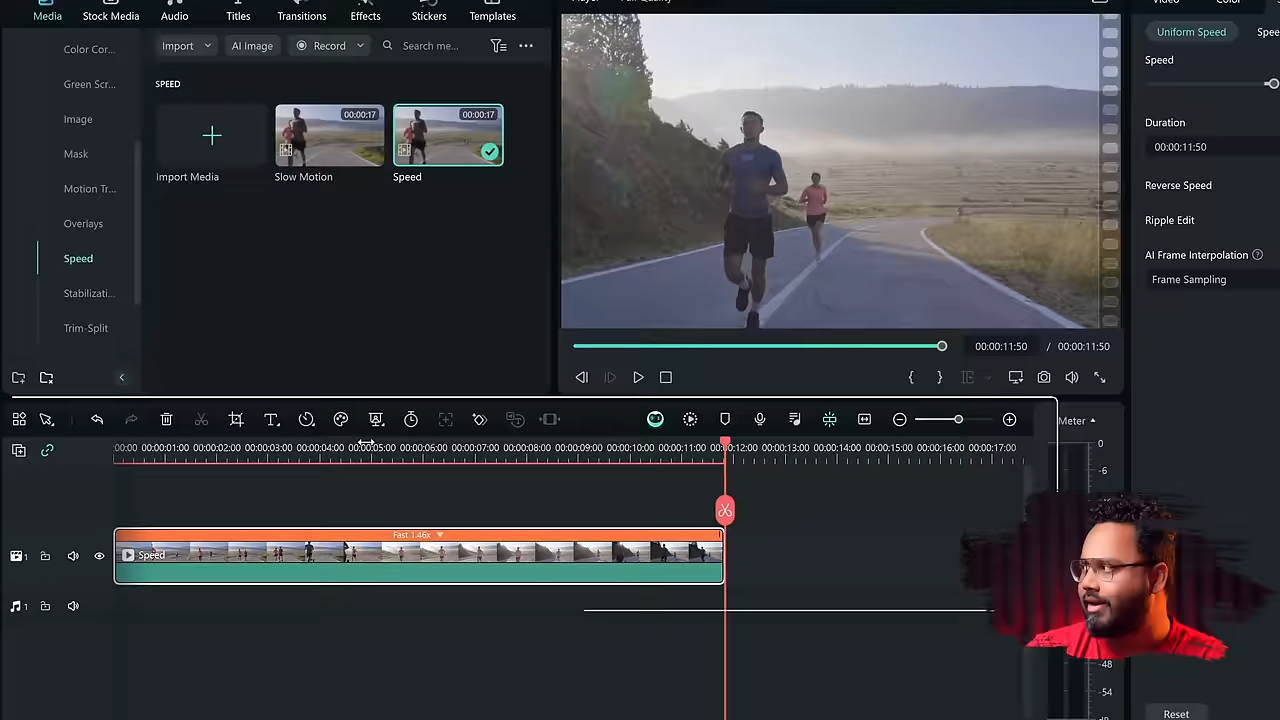 Media Stock Media Audio Titles Transitions Effects Stickers Templates
Video Color
Import AI Image Record Search me...
Uniform Speed Spee
Color Cor...
Green Scr...
Image
Mask
Motion Tr...
Overlays
Speed
Stabilizati...
Trim-Split
SPEED
00:00:17
00:00:17
Import Media Slow Motion Speed
00:00:11:50 / 00:00:11:50
Speed
Duration
00:00:11:50
Reverse Speed
Ripple Edit
AI Frame Interpolation ?
Frame Sampling
Meter
:00:00 00:00:01:00 00:00:02:00 00:00:03:00 00:00:04:00 00:00:05:00 00:00:06:00 00:00:07:00 00:00:08:00 00:00:09:00 00:00:10:00 00:00:11:00 00:00:12:00 00:00:13:00 00:00:14:00 00:00:15:00 00:00:16:00 00:00:17:00
0
-6
Fast 1.46x
Speed
1
1
-48
-54
dB
Reset